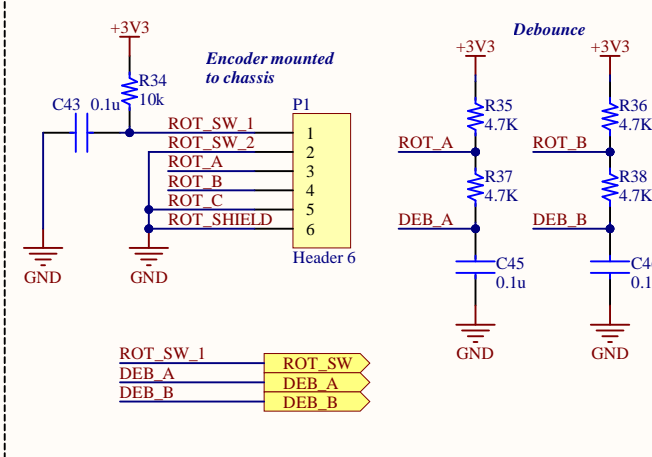 +3V3
Encoder mounted
to chassis
R34
10k
C43
0.1u
P1
ROT_SW_1
1
ROT_SW_2
2
ROT_A
3
ROT_B
4
ROT_C
5
ROT_SHIELD
6
Header 6
GND
GND
Debounce
+3V3
+3V3
R35
4.7K
R36
4.7K
ROT_A
ROT_B
R37
4.7K
R38
4.7K
DEB_A
DEB_B
C45
0.1u
GND
GND
ROT_SW_1
ROT_SW
DEB_A
DEB_A
DEB_B
DEB_B